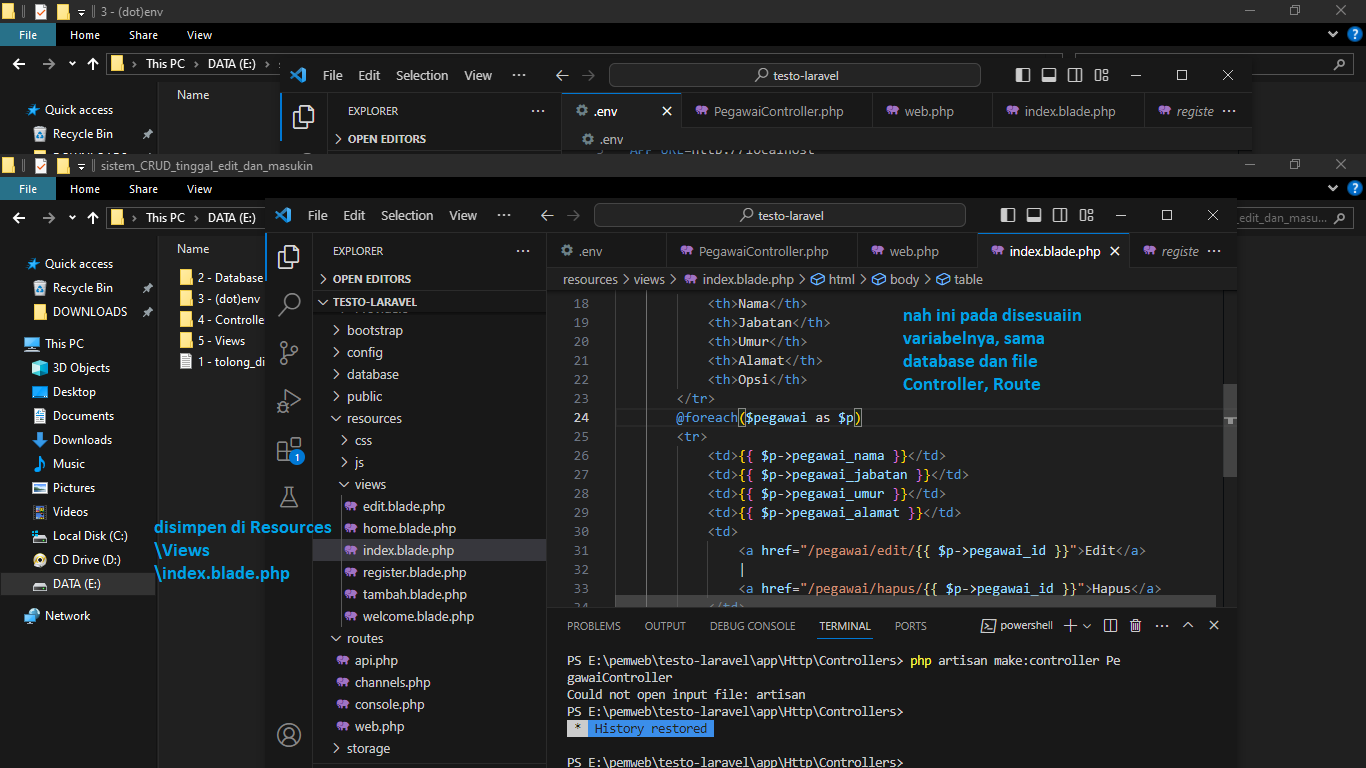 3 - (dot)env
File Home Share View
This PC DATA (E:)
Name
Quick access
Recycle Bin
File Edit Selection View ··· testo-laravel
EXPLORER ···
OPEN EDITORS
.env PegawaiController.php web.php index.blade.php registe ···
.env
APP_URL=http://localhost
sistem_CRUD_tinggal_edit_dan_masukin
File Home Share View
This PC DATA (E:)
_edit_dan_masu...
Name
Quick access
Recycle Bin
DOWNLOADS
This PC
3D Objects
Desktop
Documents
Downloads
Music
Pictures
Videos
Local Disk (C:)
CD Drive (D:)
DATA (E:)
Network
2 - Database
3 - (dot)env
4 - Controlle
5 - Views
1 - tolong_di
disimpen di Resources
\Views
\index.blade.php
File Edit Selection View ··· testo-laravel
EXPLORER ···
OPEN EDITORS
TESTO-LARAVEL
bootstrap
config
database
public
resources
css
js
views
edit.blade.php
home.blade.php
index.blade.php
register.blade.php
tambah.blade.php
welcome.blade.php
routes
api.php
channels.php
console.php
web.php
storage
1
.env PegawaiController.php web.php index.blade.php registe ···
resources > views > index.blade.php > html > body > table
18 <th>Nama</th>
19 <th>Jabatan</th>
20 <th>Umur</th>
21 <th>Alamat</th>
22 <th>Opsi</th>
23 </tr>
24 @foreach($pegawai as $p)
25 <tr>
26 <td>{{ $p->pegawai_nama }}</td>
27 <td>{{ $p->pegawai_jabatan }}</td>
28 <td>{{ $p->pegawai_umur }}</td>
29 <td>{{ $p->pegawai_alamat }}</td>
30 <td>
31 <a href="/pegawai/edit/{{ $p->pegawai_id }}">Edit</a>
32 |
33 <a href="/pegawai/hapus/{{ $p->pegawai_id }}">Hapus</a>
34 </td>
nah ini pada disesuaiin
variabelnya, sama
database dan file
Controller, Route
PROBLEMS OUTPUT DEBUG CONSOLE TERMINAL PORTS powershell
PS E:\pemweb\testo-laravel\app\Http\Controllers> php artisan make:controller Pe
gawaiController
Could not open input file: artisan
PS E:\pemweb\testo-laravel\app\Http\Controllers>
* History restored
PS E:\pemweb\testo-laravel\app\Http\Controllers>